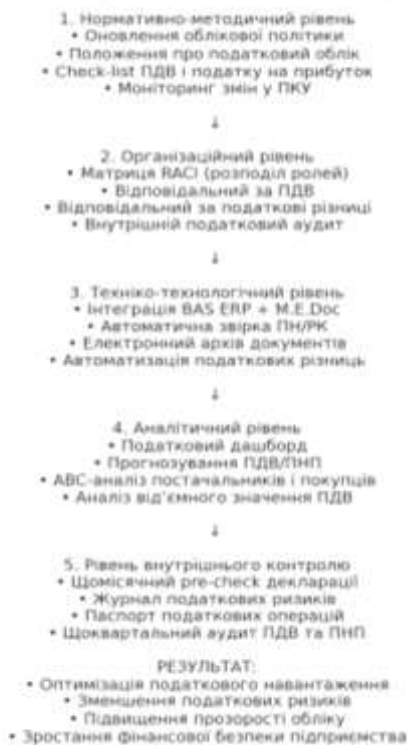 1. Нормативно-методичний рівень
• Оновлення облікової політики
• Положення про податковий облік
• Check-list ПДВ і податку на прибуток
• Моніторинг змін у ПКУ
↓
2. Організаційний рівень
• Матриця RACI (розподіл ролей)
• Відповідальний за ПДВ
• Відповідальний за податкові різниці
• Внутрішній податковий аудит
↓
3. Техніко-технологічний рівень
• Інтеграція BAS ERP + M.E.Doc
• Автоматична звірка ПН/РК
• Електронний архів документів
• Автоматизація податкових різниць
↓
4. Аналітичний рівень
• Податковий дашборд
• Прогнозування ПДВ/ПНП
• ABC-аналіз постачальників і покупців
• Аналіз від'ємного значення ПДВ
↓
5. Рівень внутрішнього контролю
• Щомісячний pre-check декларації
• Журнал податкових ризиків
• Паспорт податкових операцій
• Щоквартальний аудит ПДВ та ПНП
РЕЗУЛЬТАТ:
• Оптимізація податкового навантаження
• Зменшення податкових ризиків
• Підвищення прозорості обліку
• Зростання фінансової безпеки підприємства